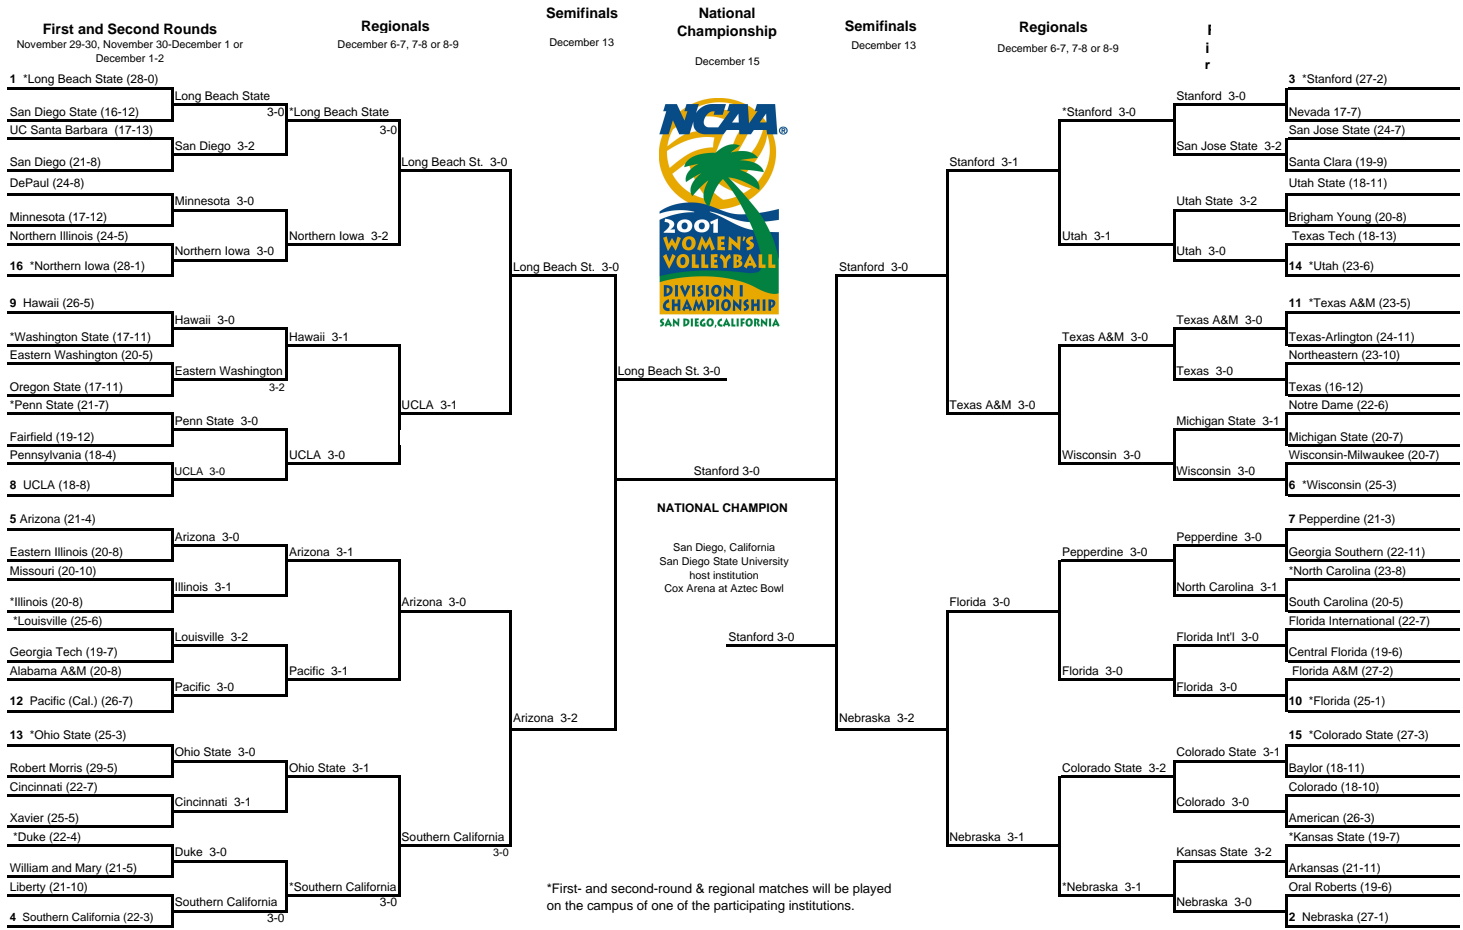 First and Second Rounds
November 29-30, November 30-December 1 or
December 1-2
Regionals
December 6-7, 7-8 or 8-9
Semifinals
December 13
National
Championship
December 15
Semifinals
December 13
Regionals
December 6-7, 7-8 or 8-9
F
i
r
1 *Long Beach State (28-0)
San Diego State (16-12)
UC Santa Barbara (17-13)
San Diego (21-8)
DePaul (24-8)
Minnesota (17-12)
Northern Illinois (24-5)
16 *Northern Iowa (28-1)
9 Hawaii (26-5)
*Washington State (17-11)
Eastern Washington (20-5)
Oregon State (17-11)
*Penn State (21-7)
Fairfield (19-12)
Pennsylvania (18-4)
8 UCLA (18-8)
5 Arizona (21-4)
Eastern Illinois (20-8)
Missouri (20-10)
*Illinois (20-8)
*Louisville (25-6)
Georgia Tech (19-7)
Alabama A&M (20-8)
12 Pacific (Cal.) (26-7)
13 *Ohio State (25-3)
Robert Morris (29-5)
Cincinnati (22-7)
Xavier (25-5)
*Duke (22-4)
William and Mary (21-5)
Liberty (21-10)
4 Southern California (22-3)
Long Beach State
3-0
San Diego 3-2
Minnesota 3-0
Northern Iowa 3-0
Hawaii 3-0
Eastern Washington
3-2
Penn State 3-0
UCLA 3-0
Arizona 3-0
Illinois 3-1
Louisville 3-2
Pacific 3-0
Ohio State 3-0
Cincinnati 3-1
Duke 3-0
Southern California
3-0
*Long Beach State
3-0
Northern Iowa 3-2
Hawaii 3-1
UCLA 3-0
Arizona 3-1
Pacific 3-1
Ohio State 3-1
*Southern California
3-0
Long Beach St. 3-0
UCLA 3-1
Arizona 3-0
Southern California
3-0
Long Beach St. 3-0
Arizona 3-2
Long Beach St. 3-0
NCAA®
2001
WOMEN'S
VOLLEYBALL
DIVISION I
CHAMPIONSHIP
SAN DIEGO, CALIFORNIA
Stanford 3-0
NATIONAL CHAMPION
San Diego, California
San Diego State University
host institution
Cox Arena at Aztec Bowl
Stanford 3-0
*First- and second-round & regional matches will be played
on the campus of one of the participating institutions.
Stanford 3-0
Nebraska 3-2
Stanford 3-1
Texas A&M 3-0
Florida 3-0
Nebraska 3-1
*Stanford 3-0
Utah 3-1
Texas A&M 3-0
Wisconsin 3-0
Pepperdine 3-0
Florida 3-0
Colorado State 3-2
*Nebraska 3-1
Stanford 3-0
San Jose State 3-2
Utah State 3-2
Utah 3-0
Texas A&M 3-0
Texas 3-0
Michigan State 3-1
Wisconsin 3-0
Pepperdine 3-0
North Carolina 3-1
Florida Int'l 3-0
Florida 3-0
Colorado State 3-1
Colorado 3-0
Kansas State 3-2
Nebraska 3-0
3 *Stanford (27-2)
Nevada 17-7)
San Jose State (24-7)
Santa Clara (19-9)
Utah State (18-11)
Brigham Young (20-8)
Texas Tech (18-13)
14 *Utah (23-6)
11 *Texas A&M (23-5)
Texas-Arlington (24-11)
Northeastern (23-10)
Texas (16-12)
Notre Dame (22-6)
Michigan State (20-7)
Wisconsin-Milwaukee (20-7)
6 *Wisconsin (25-3)
7 Pepperdine (21-3)
Georgia Southern (22-11)
*North Carolina (23-8)
South Carolina (20-5)
Florida International (22-7)
Central Florida (19-6)
Florida A&M (27-2)
10 *Florida (25-1)
15 *Colorado State (27-3)
Baylor (18-11)
Colorado (18-10)
American (26-3)
*Kansas State (19-7)
Arkansas (21-11)
Oral Roberts (19-6)
2 Nebraska (27-1)